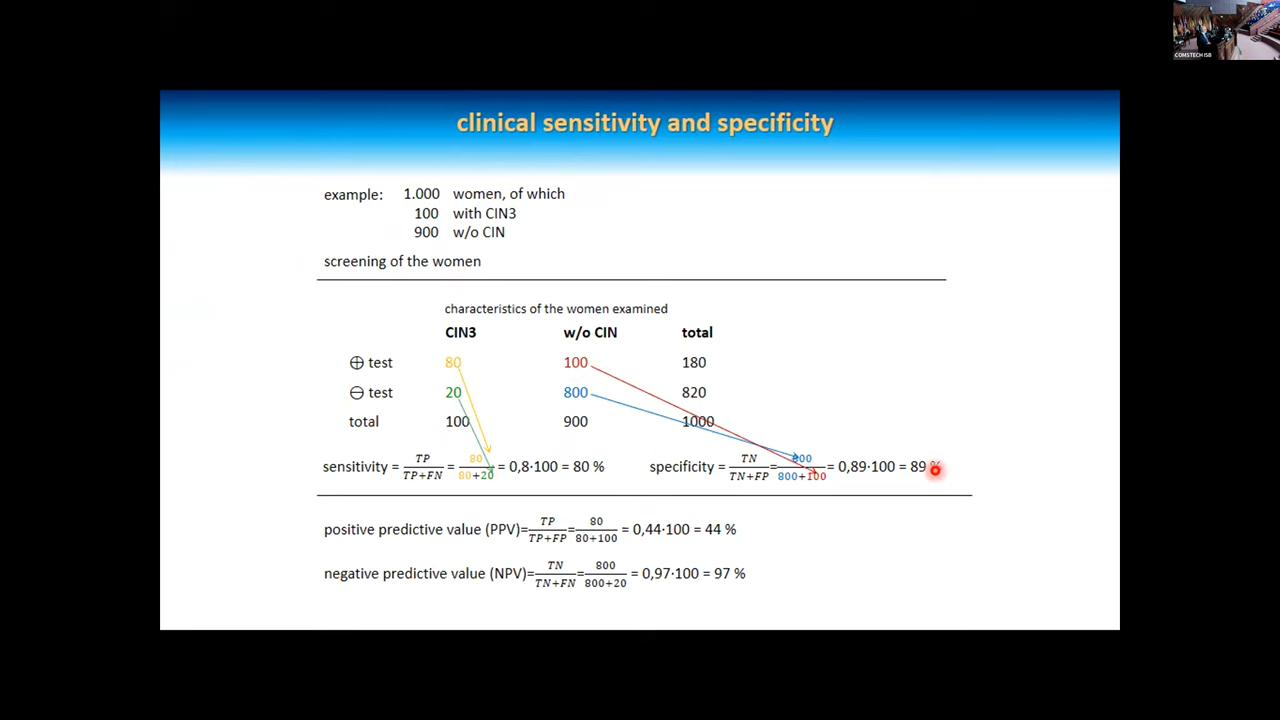 COMSTECH ISB
clinical sensitivity and specificity
example: 1.000 women, of which
100 with CIN3
900 w/o CIN
screening of the women
characteristics of the women examined
CIN3 w/o CIN total
⊕ test 80 100 180
⊖ test 20 800 820
total 100 900 1000
sensitivity = TP/TP+FN = 80/80+20 = 0,8·100 = 80 % specificity = TN/TN+FP = 800/800+100 = 0,89·100 = 89 %
positive predictive value (PPV)= TP/TP+FP = 80/80+100 = 0,44·100 = 44 %
negative predictive value (NPV)= TN/TN+FN = 800/800+20 = 0,97·100 = 97 %